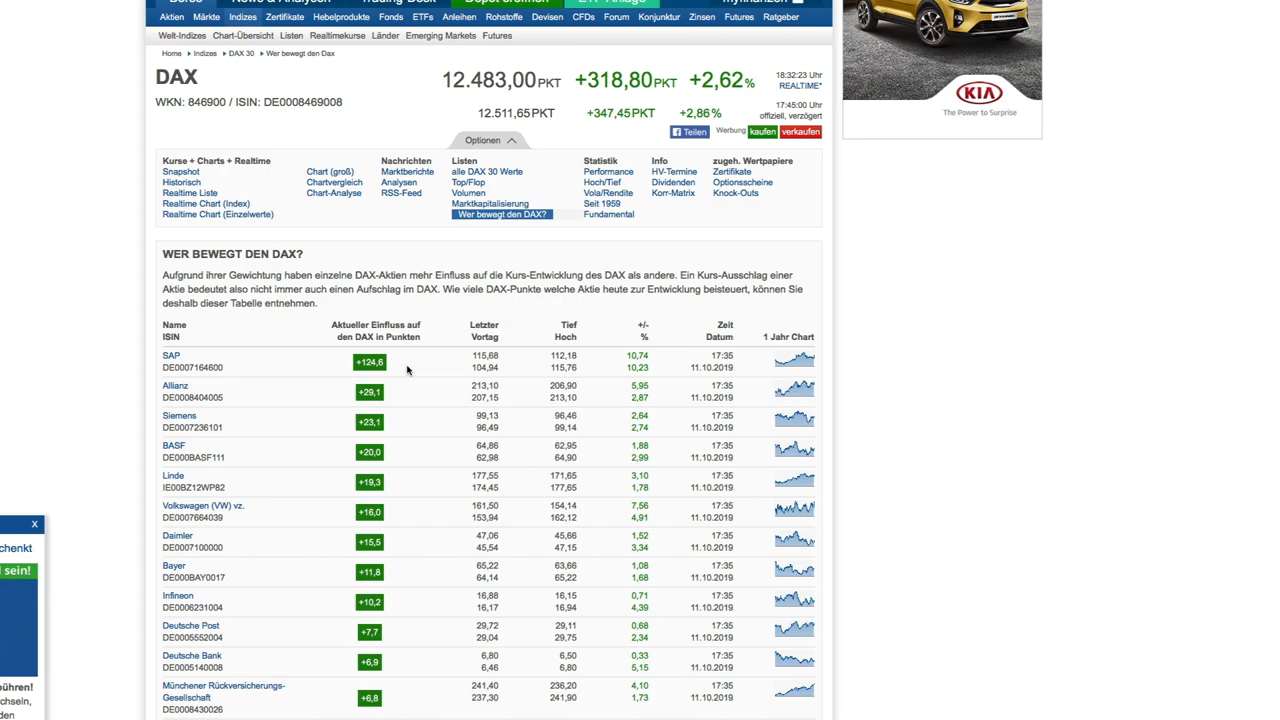 Aktien Märkte Indizes Zertifikate Hebelprodukte Fonds ETFs Anleihen Rohstoffe Devisen CFDs Forum Konjunktur Zinsen Futures Ratgeber
Welt-Indizes Chart-Übersicht Listen Realtimekurse Länder Emerging Markets Futures
Home Indizes DAX 30 Wer bewegt den Dax
DAX
12.483,00PKT +318,80PKT +2,62%
18:32:23 Uhr
REALTIME*
WKN: 846900 / ISIN: DE0008469008
12.511,65PKT +347,45PKT +2,86%
17:45:00 Uhr
offiziell, verzögert
Teilen Werbung kaufen verkaufen
Optionen
Kurse + Charts + Realtime Nachrichten Listen Statistik Info zugeh. Wertpapiere
Snapshot Chart (groß) Marktberichte alle DAX 30 Werte Performance HV-Termine Zertifikate
Historisch Chartvergleich Analysen Top/Flop Hoch/Tief Dividenden Optionsscheine
Realtime Liste Chart-Analyse RSS-Feed Volumen Vola/Rendite Korr-Matrix Knock-Outs
Realtime Chart (Index) Marktkapitalisierung Seit 1959
Realtime Chart (Einzelwerte) Wer bewegt den DAX? Fundamental
WER BEWEGT DEN DAX?
Aufgrund ihrer Gewichtung haben einzelne DAX-Aktien mehr Einfluss auf die Kurs-Entwicklung des DAX als andere. Ein Kurs-Ausschlag einer
Aktie bedeutet also nicht immer auch einen Aufschlag im DAX. Wie viele DAX-Punkte welche Aktie heute zur Entwicklung beisteuert, können Sie
deshalb dieser Tabelle entnehmen.
Name Aktueller Einfluss auf Letzter Tief +/- Zeit
ISIN den DAX in Punkten Vortag Hoch % Datum 1 Jahr Chart
SAP +124,6 115,68 112,18 10,74 17:35
DE0007164600 104,94 115,76 10,23 11.10.2019
Allianz +29,1 213,10 206,90 5,95 17:35
DE0008404005 207,15 213,10 2,87 11.10.2019
Siemens +23,1 99,13 96,46 2,64 17:35
DE0007236101 96,49 99,14 2,74 11.10.2019
BASF +20,0 64,86 62,95 1,88 17:35
DE000BASF111 62,98 64,90 2,99 11.10.2019
Linde +19,3 177,55 171,65 3,10 17:35
IE00BZ12WP82 174,45 177,65 1,78 11.10.2019
Volkswagen (VW) vz. +16,0 161,50 154,14 7,56 17:35
DE0007664039 153,94 162,12 4,91 11.10.2019
Daimler +15,5 47,06 45,66 1,52 17:35
DE0007100000 45,54 47,15 3,34 11.10.2019
Bayer +11,8 65,22 63,66 1,08 17:35
DE000BAY0017 64,14 65,22 1,68 11.10.2019
Infineon +10,2 16,88 16,15 0,71 17:35
DE0006231004 16,17 16,94 4,39 11.10.2019
Deutsche Post +7,7 29,72 29,11 0,68 17:35
DE0005552004 29,04 29,75 2,34 11.10.2019
Deutsche Bank +6,9 6,80 6,50 0,33 17:35
DE0005140008 6,46 6,80 5,15 11.10.2019
Münchener Rückversicherungs- +6,8 241,40 236,20 4,10 17:35
Gesellschaft 237,30 241,90 1,73 11.10.2019
DE0008430026
KIA
The Power to Surprise
X
chenkt
sein!
ühren!
chseln,
den